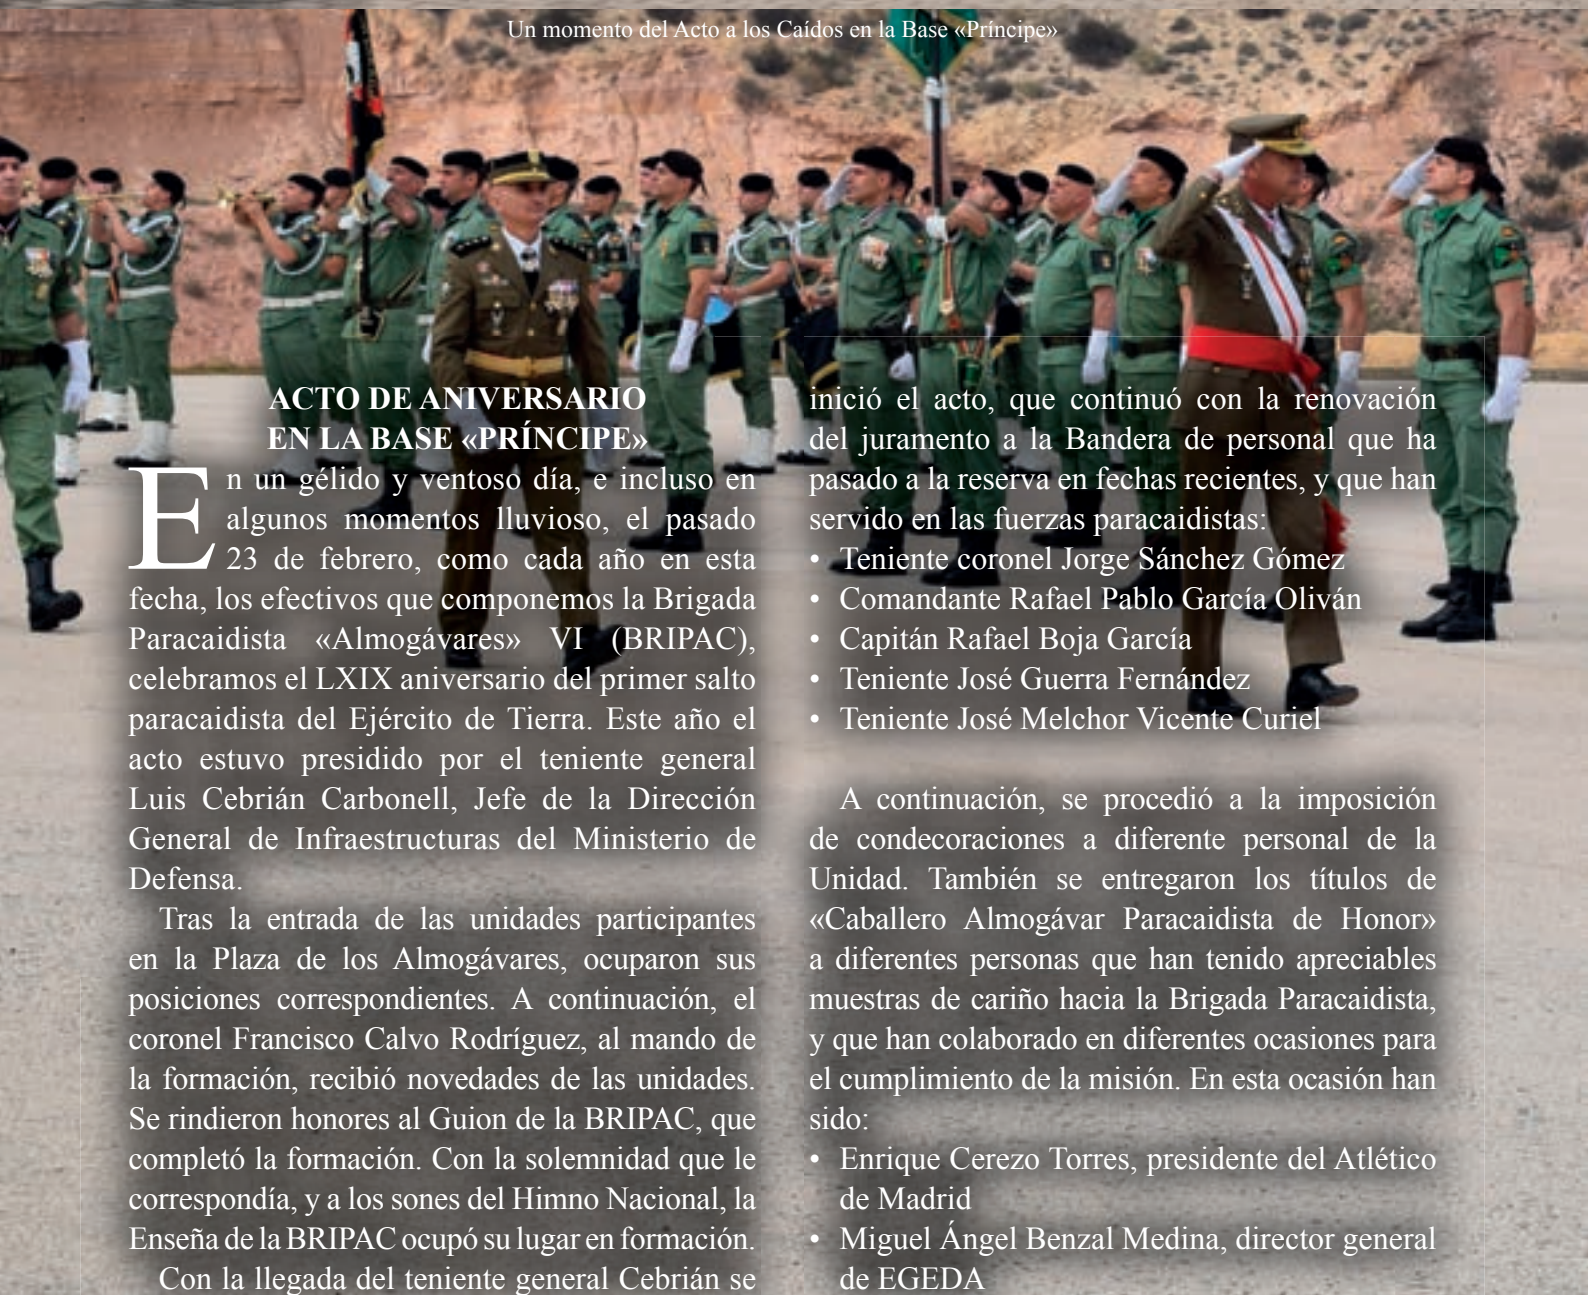 Un momento del Acto a los Caídos en la Base «Príncipe»
ACTO DE ANIVERSARIO
EN LA BASE «PRÍNCIPE»
En un gélido y ventoso día, e incluso en
algunos momentos lluvioso, el pasado
23 de febrero, como cada año en esta
fecha, los efectivos que componemos la Brigada
Paracaidista «Almogávares» VI (BRIPAC),
celebramos el LXIX aniversario del primer salto
paracaidista del Ejército de Tierra. Este año el
acto estuvo presidido por el teniente general
Luis Cebrián Carbonell, Jefe de la Dirección
General de Infraestructuras del Ministerio de
Defensa.
Tras la entrada de las unidades participantes
en la Plaza de los Almogávares, ocuparon sus
posiciones correspondientes. A continuación, el
coronel Francisco Calvo Rodríguez, al mando de
la formación, recibió novedades de las unidades.
Se rindieron honores al Guion de la BRIPAC, que
completó la formación. Con la solemnidad que le
correspondía, y a los sones del Himno Nacional, la
Enseña de la BRIPAC ocupó su lugar en formación.
Con la llegada del teniente general Cebrián se
inició el acto, que continuó con la renovación
del juramento a la Bandera de personal que ha
pasado a la reserva en fechas recientes, y que han
servido en las fuerzas paracaidistas:
• Teniente coronel Jorge Sánchez Gómez
• Comandante Rafael Pablo García Oliván
• Capitán Rafael Boja García
• Teniente José Guerra Fernández
• Teniente José Melchor Vicente Curiel
A continuación, se procedió a la imposición
de condecoraciones a diferente personal de la
Unidad. También se entregaron los títulos de
«Caballero Almogávar Paracaidista de Honor»
a diferentes personas que han tenido apreciables
muestras de cariño hacia la Brigada Paracaidista,
y que han colaborado en diferentes ocasiones para
el cumplimiento de la misión. En esta ocasión han
sido:
• Enrique Cerezo Torres, presidente del Atlético
de Madrid
• Miguel Ángel Benzal Medina, director general
de EGEDA